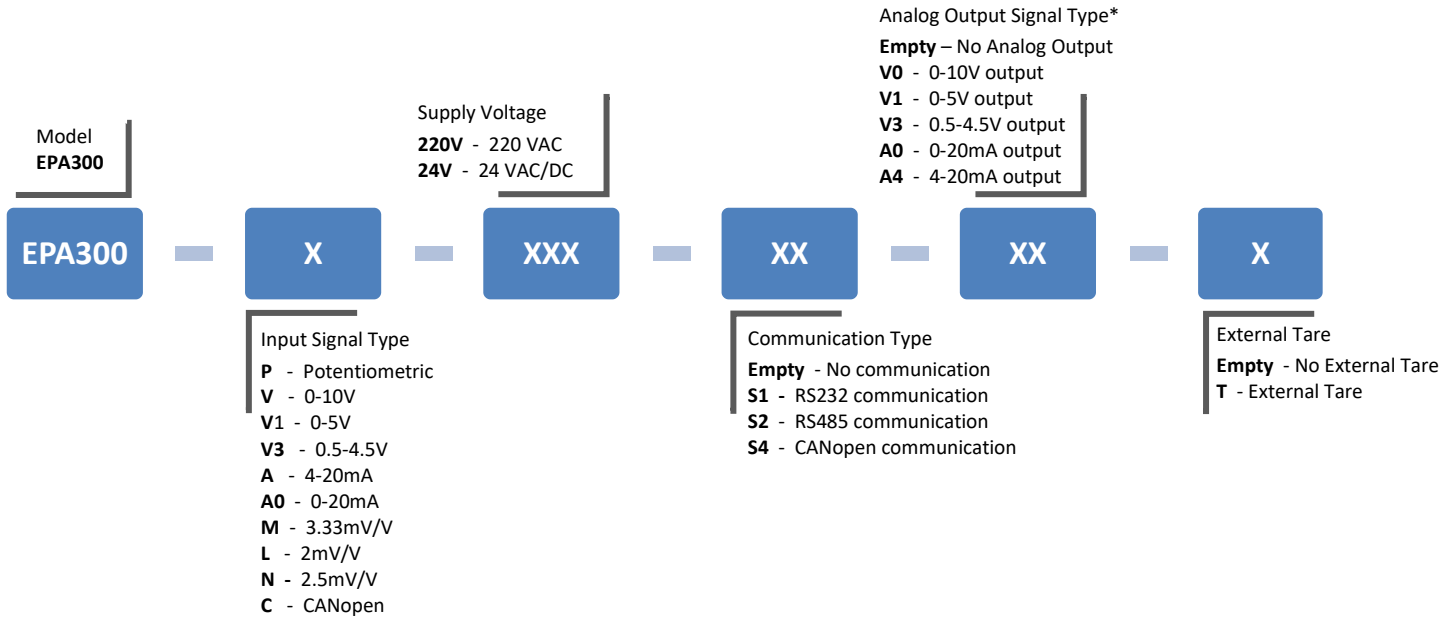 Analog Output Signal Type*
Empty – No Analog Output
V0 - 0-10V output
V1 - 0-5V output
V3 - 0.5-4.5V output
A0 - 0-20mA output
A4 - 4-20mA output
Supply Voltage
220V - 220 VAC
24V - 24 VAC/DC
Model
EPA300
EPA300 X XXX XX XX X
Input Signal Type
P - Potentiometric
V - 0-10V
V1 - 0-5V
V3 - 0.5-4.5V
A - 4-20mA
A0 - 0-20mA
M - 3.33mV/V
L - 2mV/V
N - 2.5mV/V
C - CANopen
Communication Type
Empty - No communication
S1 - RS232 communication
S2 - RS485 communication
S4 - CANopen communication
External Tare
Empty - No External Tare
T - External Tare